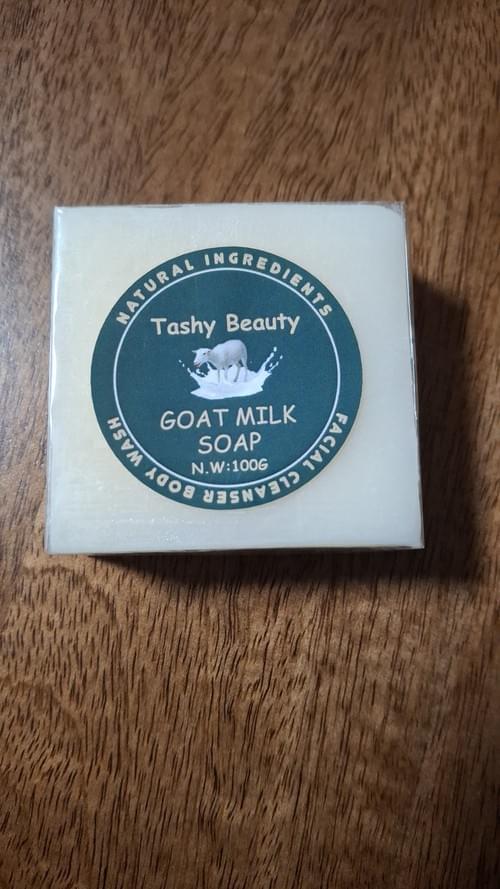 NATURAL INGREDIENTS
Tashy Beauty
GOAT MILK
SOAP
N.W:100G
FACIAL CLEANSER BODY WASH